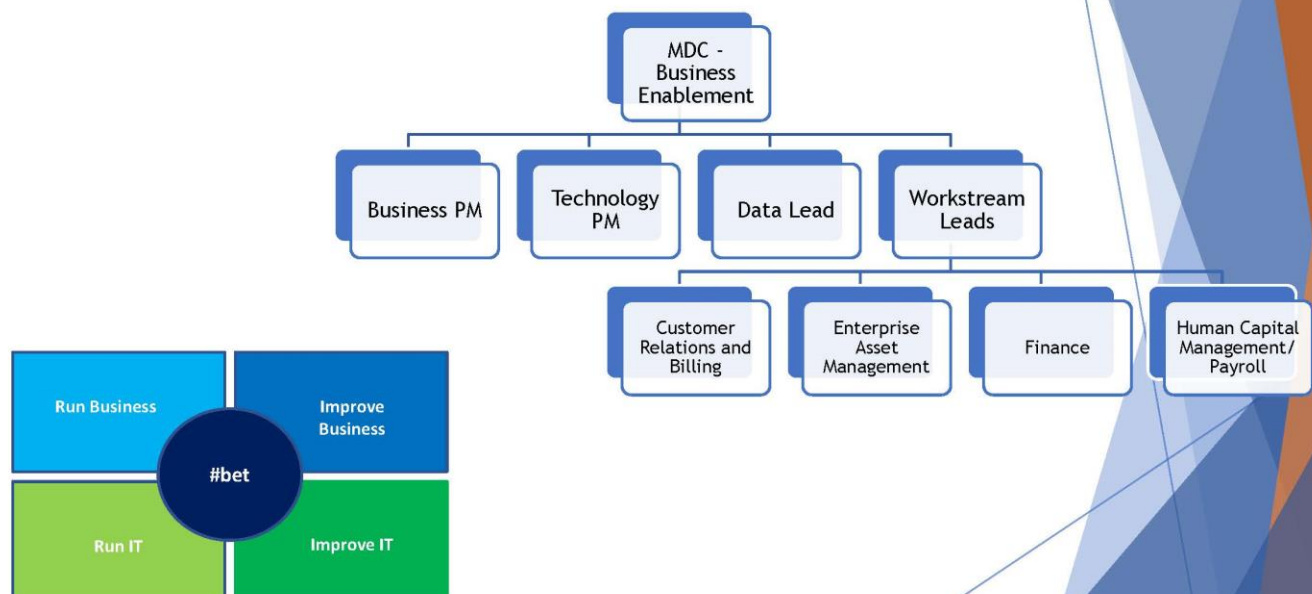 MDC -
Business
Enablement
Business PM
Technology
PM
Data Lead
Workstream
Leads
Customer
Relations and
Billing
Enterprise
Asset
Management
Finance
Human Capital
Management/
Payroll
Run Business
Improve
Business
#bet
Run IT
Improve IT